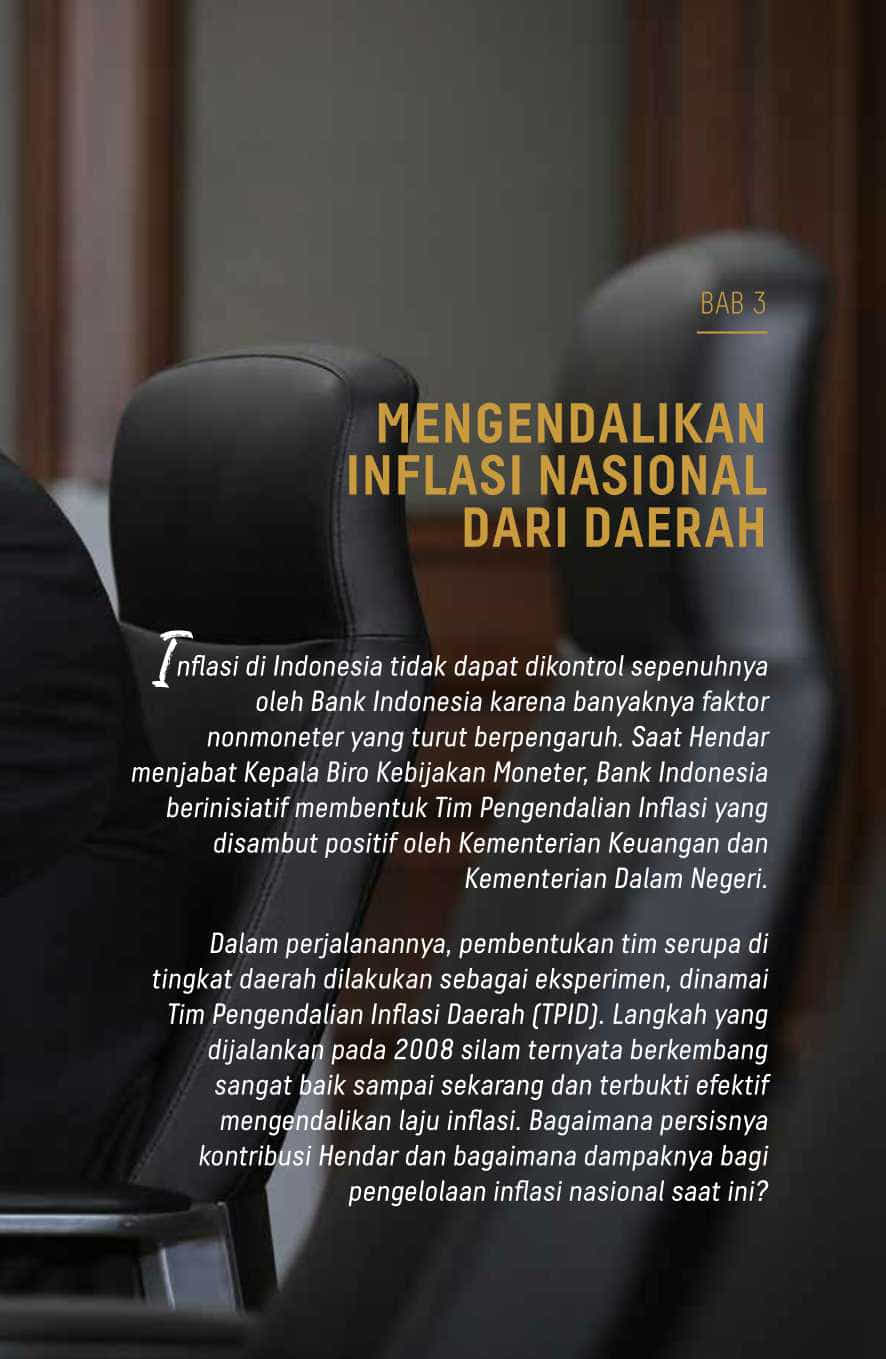 BAB 3
MENGENDALIKAN
INFLASI NASIONAL
DARI DAERAH
Inflasi di Indonesia tidak dapat dikontrol sepenuhnya
oleh Bank Indonesia karena banyaknya faktor
nonmoneter yang turut berpengaruh. Saat Hendar
menjabat Kepala Biro Kebijakan Moneter, Bank Indonesia
berinisiatif membentuk Tim Pengendalian Inflasi yang
disambut positif oleh Kementerian Keuangan dan
Kementerian Dalam Negeri.
Dalam perjalanannya, pembentukan tim serupa di
tingkat daerah dilakukan sebagai eksperimen, dinamai
Tim Pengendalian Inflasi Daerah (TPID). Langkah yang
dijalankan pada 2008 silam ternyata berkembang
sangat baik sampai sekarang dan terbukti efektif
mengendalikan laju inflasi. Bagaimana persisnya
kontribusi Hendar dan bagaimana dampaknya bagi
pengelolaan inflasi nasional saat ini?